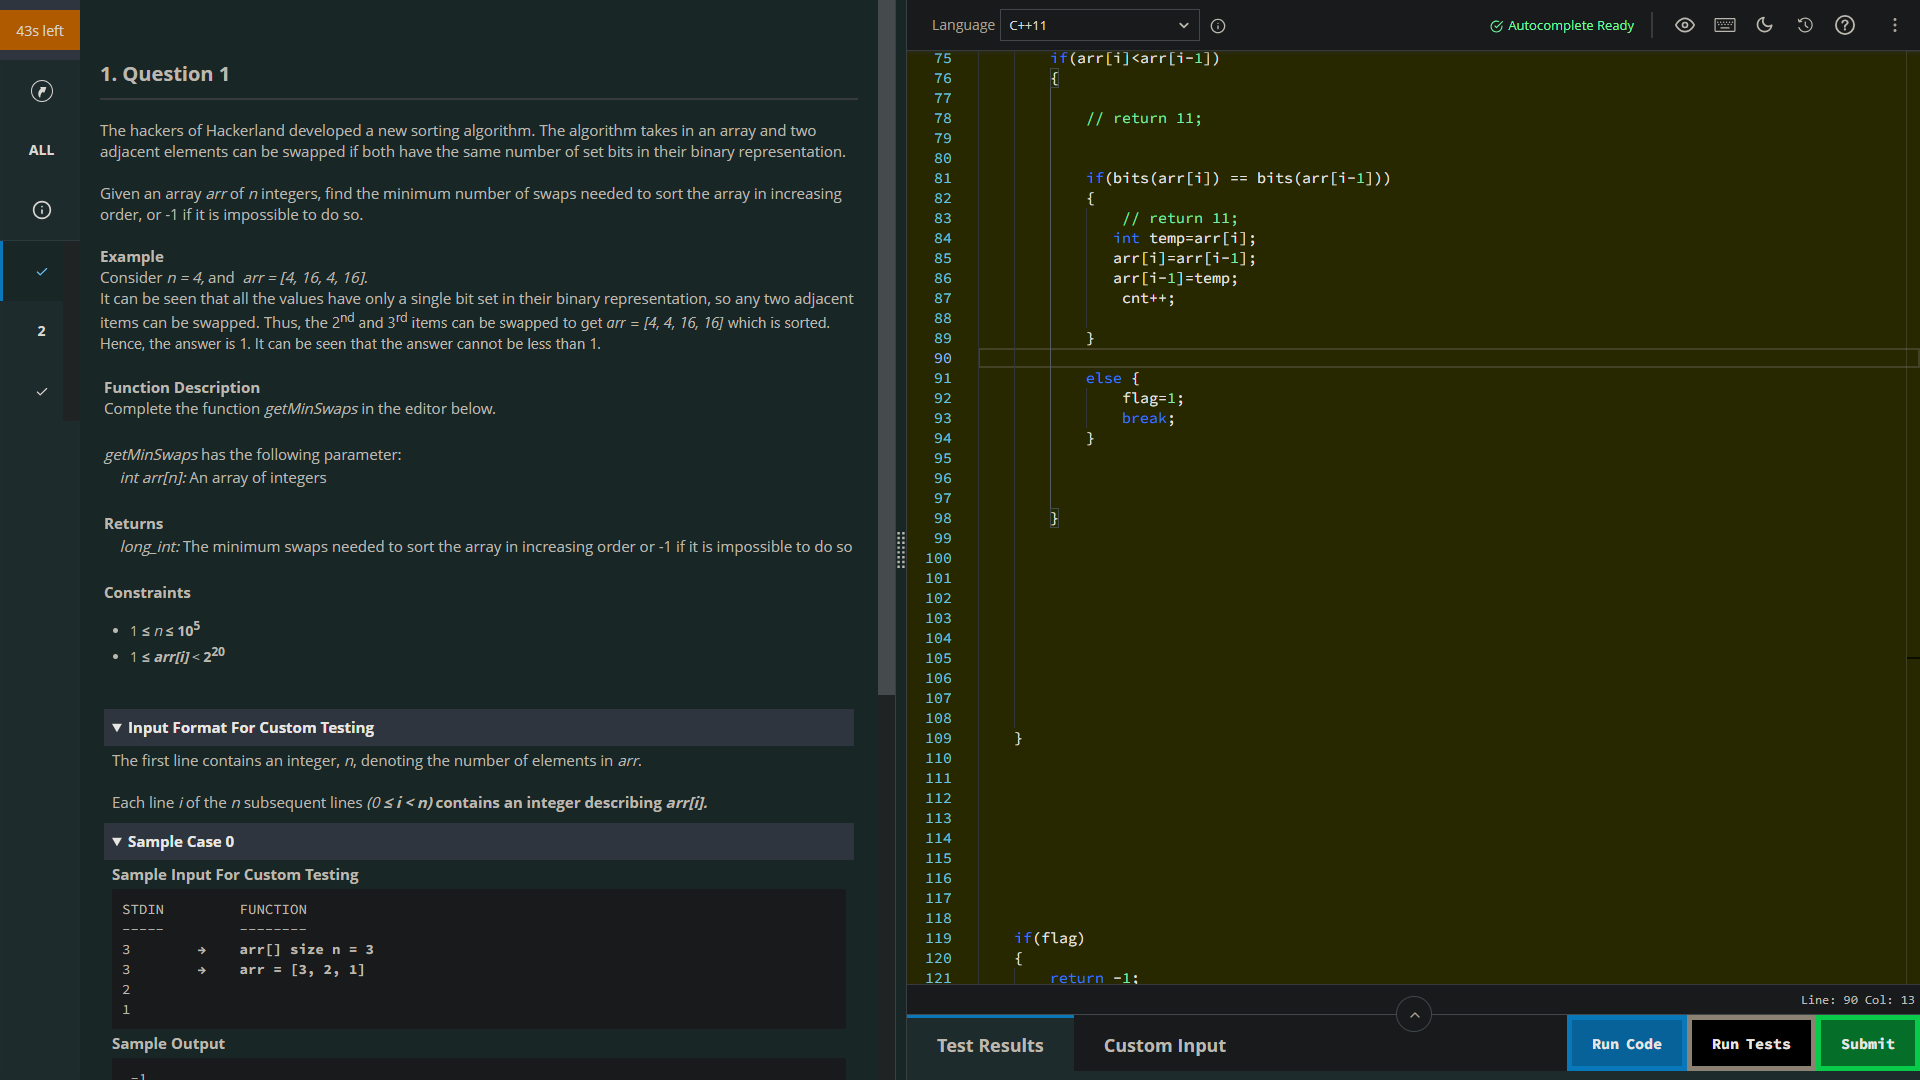 43s left
ALL
2
1. Question 1
The hackers of Hackerland developed a new sorting algorithm. The algorithm takes in an array and two
adjacent elements can be swapped if both have the same number of set bits in their binary representation.
Given an array arr of n integers, find the minimum number of swaps needed to sort the array in increasing
order, or -1 if it is impossible to do so.
Example
Consider n = 4, and arr = [4, 16, 4, 16].
It can be seen that all the values have only a single bit set in their binary representation, so any two adjacent
items can be swapped. Thus, the 2nd and 3rd items can be swapped to get arr = [4, 4, 16, 16] which is sorted.
Hence, the answer is 1. It can be seen that the answer cannot be less than 1.
Function Description
Complete the function getMinSwaps in the editor below.
getMinSwaps has the following parameter:
int arr[n]: An array of integers
Returns
long_int: The minimum swaps needed to sort the array in increasing order or -1 if it is impossible to do so
Constraints
• 1 ≤ n ≤ 10^5
• 1 ≤ arr[i] < 2^20
▼ Input Format For Custom Testing
The first line contains an integer, n, denoting the number of elements in arr.
Each line i of the n subsequent lines (0 ≤ i < n) contains an integer describing arr[i].
▼ Sample Case 0
Sample Input For Custom Testing
STDIN FUNCTION
----- --------
3 → arr[] size n = 3
3 → arr = [3, 2, 1]
2
1
Sample Output
-1
Language C++11 Autocomplete Ready
75 if(arr[i]<arr[i-1])
76 {
77
78 // return 11;
79
80
81 if(bits(arr[i]) == bits(arr[i-1]))
82 {
83 // return 11;
84 int temp=arr[i];
85 arr[i]=arr[i-1];
86 arr[i-1]=temp;
87 cnt++;
88
89 }
90
91 else {
92 flag=1;
93 break;
94 }
95
96
97
98 }
99
100
101
102
103
104
105
106
107
108
109 }
110
111
112
113
114
115
116
117
118
119 if(flag)
120 {
121 return -1;
Line: 90 Col: 13
Test Results Custom Input Run Code Run Tests Submit